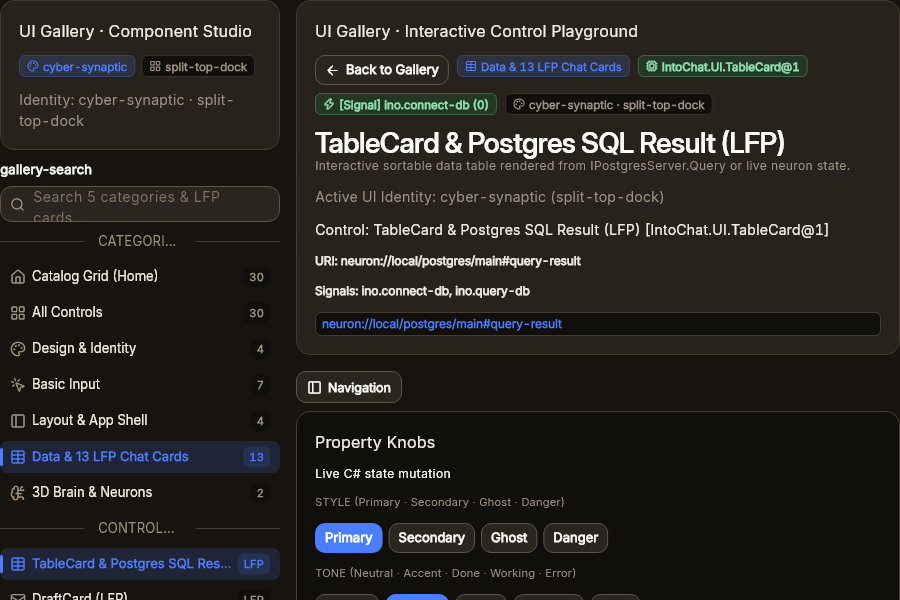 UI Gallery · Component Studio
cyber-synaptic
split-top-dock
Identity: cyber-synaptic · split-
top-dock
gallery-search
Search 5 categories & LFP
cards...
CATEGORI...
Catalog Grid (Home) 30
All Controls 30
Design & Identity 4
Basic Input 7
Layout & App Shell 4
Data & 13 LFP Chat Cards 13
3D Brain & Neurons 2
CONTROL...
TableCard & Postgres SQL Res... LFP
DraftCard (LFP) LFP
UI Gallery · Interactive Control Playground
Back to Gallery
Data & 13 LFP Chat Cards
IntoChat.UI.TableCard@1
[Signal] ino.connect-db (0)
cyber-synaptic · split-top-dock
TableCard & Postgres SQL Result (LFP)
Interactive sortable data table rendered from IPostgresServer.Query or live neuron state.
Active UI Identity: cyber-synaptic (split-top-dock)
Control: TableCard & Postgres SQL Result (LFP) [IntoChat.UI.TableCard@1]
URI: neuron://local/postgres/main#query-result
Signals: ino.connect-db, ino.query-db
neuron://local/postgres/main#query-result
Navigation
Property Knobs
Live C# state mutation
STYLE (Primary · Secondary · Ghost · Danger)
Primary Secondary Ghost Danger
TONE (Neutral · Accent · Done · Working · Error)